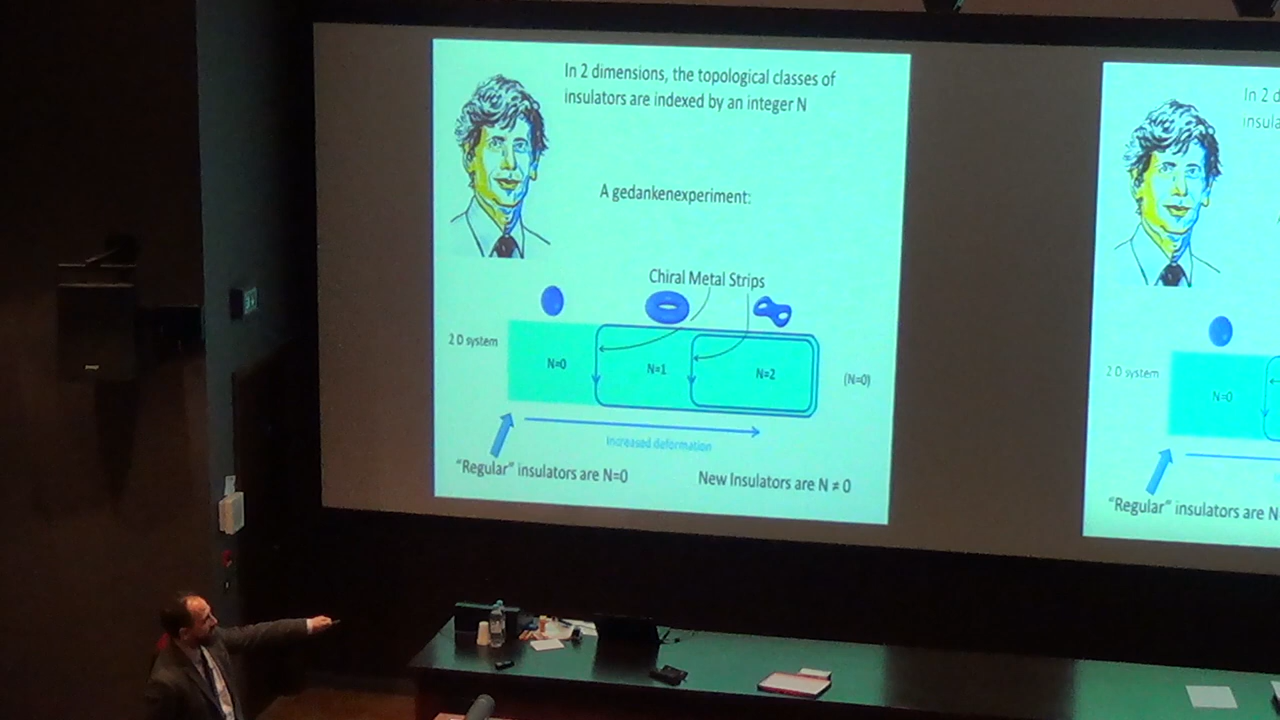 In 2 dimensions, the topological classes of
insulators are indexed by an integer N
A gedankenexperiment:
Chiral Metal Strips
2 D system
N=0
N=1
N=2
(N=0)
Increased deformation
"Regular" insulators are N=0
New Insulators are N ≠ 0
In 2 d
insula
2 D system
N=0
"Regular" insulators are N